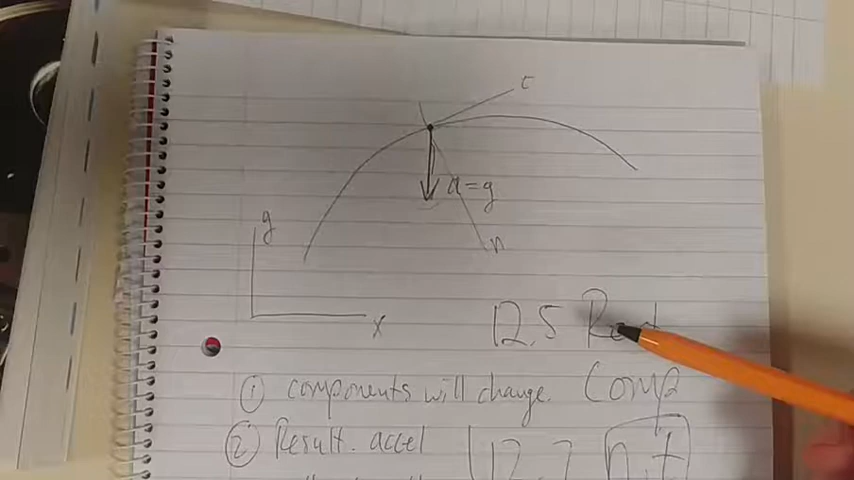 t
a=g
n
y
x
12.5 Rect
① components will change. Comp
② Result. accel 12.7 n,t